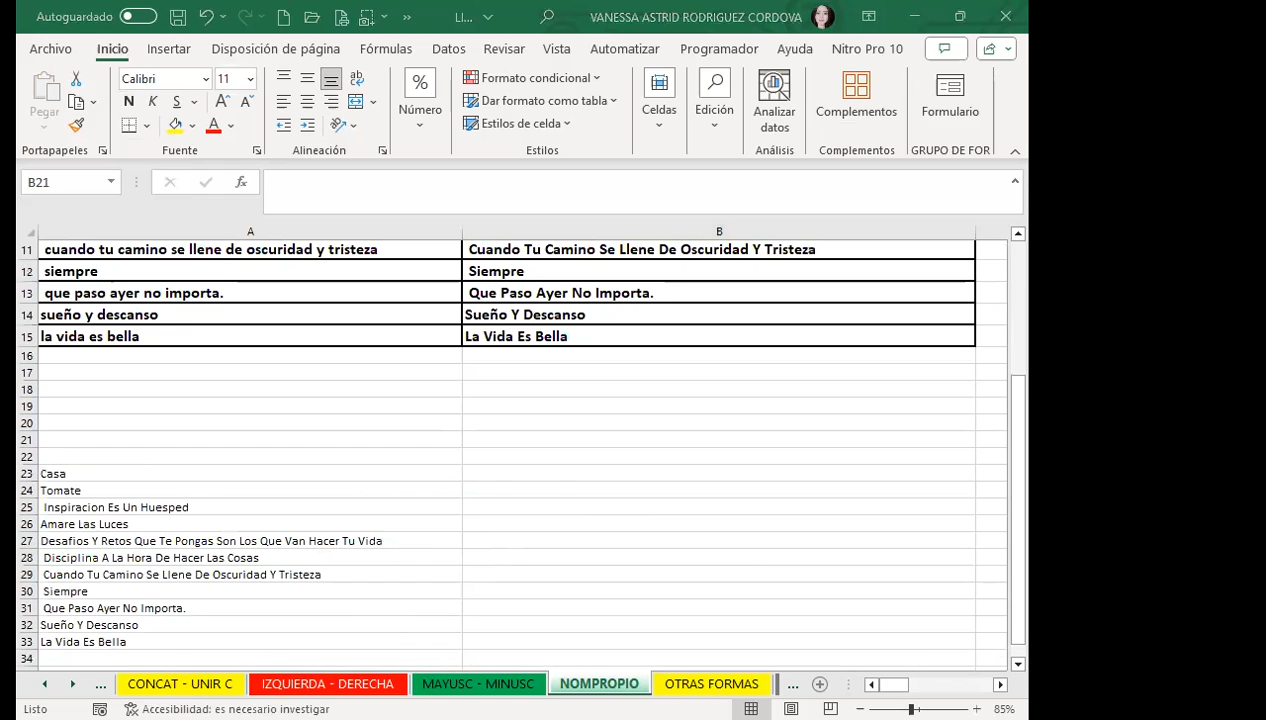 Autoguardado LI... VANESSA ASTRID RODRIGUEZ CORDOVA
Archivo Inicio Insertar Disposición de página Fórmulas Datos Revisar Vista Automatizar Programador Ayuda Nitro Pro 10
Pegar Calibri 11 N K S Número Formato condicional Dar formato como tabla Estilos de celda Celdas Edición Analizar datos Complementos Formulario
Portapapeles Fuente Alineación Estilos Análisis Complementos GRUPO DE FOR
B21 fx
A B
11 cuando tu camino se llene de oscuridad y tristeza Cuando Tu Camino Se Llene De Oscuridad Y Tristeza
12 siempre Siempre
13 que paso ayer no importa. Que Paso Ayer No Importa.
14 sueño y descanso Sueño Y Descanso
15 la vida es bella La Vida Es Bella
16
17
18
19
20
21
22
23 Casa
24 Tomate
25 Inspiracion Es Un Huesped
26 Amare Las Luces
27 Desafios Y Retos Que Te Pongas Son Los Que Van Hacer Tu Vida
28 Disciplina A La Hora De Hacer Las Cosas
29 Cuando Tu Camino Se Llene De Oscuridad Y Tristeza
30 Siempre
31 Que Paso Ayer No Importa.
32 Sueño Y Descanso
33 La Vida Es Bella
34
... CONCAT - UNIR C IZQUIERDA - DERECHA MAYUSC - MINUSC NOMPROPIO OTRAS FORMAS ...
Listo Accesibilidad: es necesario investigar 85%